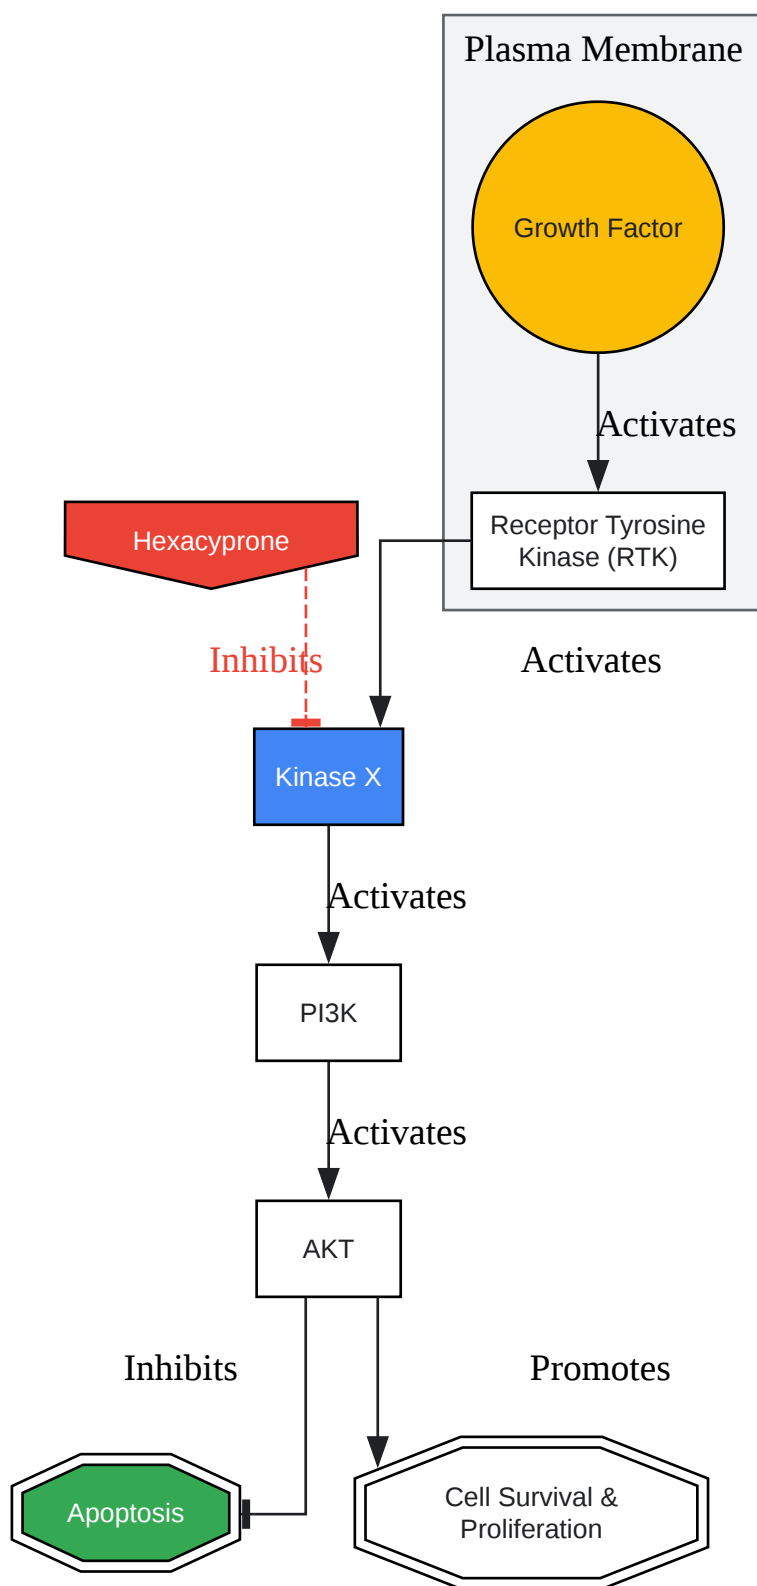 Plasma Membrane
Growth Factor
Activates
Receptor Tyrosine
Kinase (RTK)
Hexacyprone
Inhibits
Activates
Kinase X
Activates
PI3K
Activates
AKT
Inhibits
Promotes
Apoptosis
Cell Survival &
Proliferation